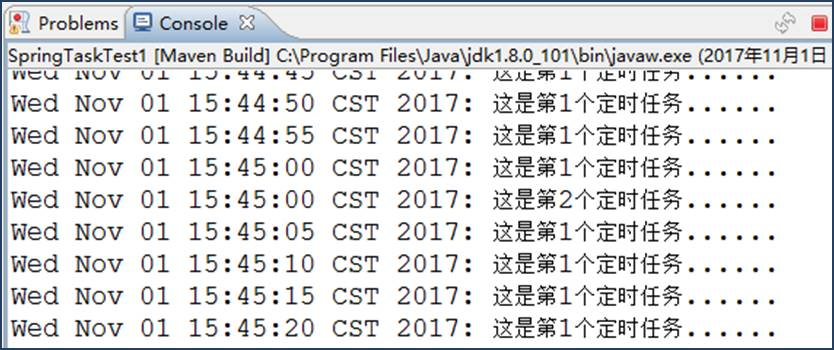 Problems Console
SpringTaskTest1 [Maven Build] C:\Program Files\Java\jdk1.8.0_101\bin\javaw.exe (2017年11月1日
Wed Nov 01 15:44:45 CST 2017: 这是第1个定时任务......
Wed Nov 01 15:44:50 CST 2017: 这是第1个定时任务......
Wed Nov 01 15:44:55 CST 2017: 这是第1个定时任务......
Wed Nov 01 15:45:00 CST 2017: 这是第1个定时任务......
Wed Nov 01 15:45:00 CST 2017: 这是第2个定时任务......
Wed Nov 01 15:45:05 CST 2017: 这是第1个定时任务......
Wed Nov 01 15:45:10 CST 2017: 这是第1个定时任务......
Wed Nov 01 15:45:15 CST 2017: 这是第1个定时任务......
Wed Nov 01 15:45:20 CST 2017: 这是第1个定时任务......